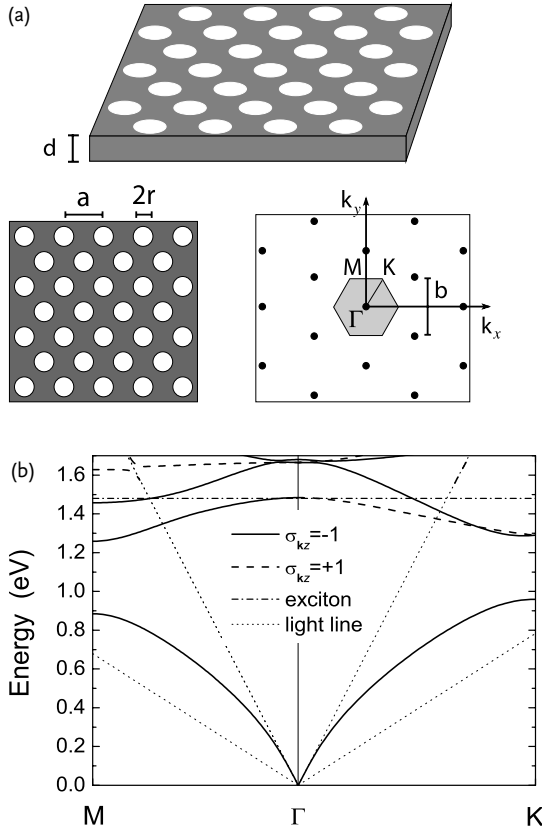 (a)
d
a
2r
k_y
M
K
b
Γ
k_x
(b)
1.6
1.4
1.2
1.0
0.8
0.6
0.4
0.2
0.0
Energy (eV)
σ_kz=-1
σ_kz=+1
exciton
light line
M
Γ
K